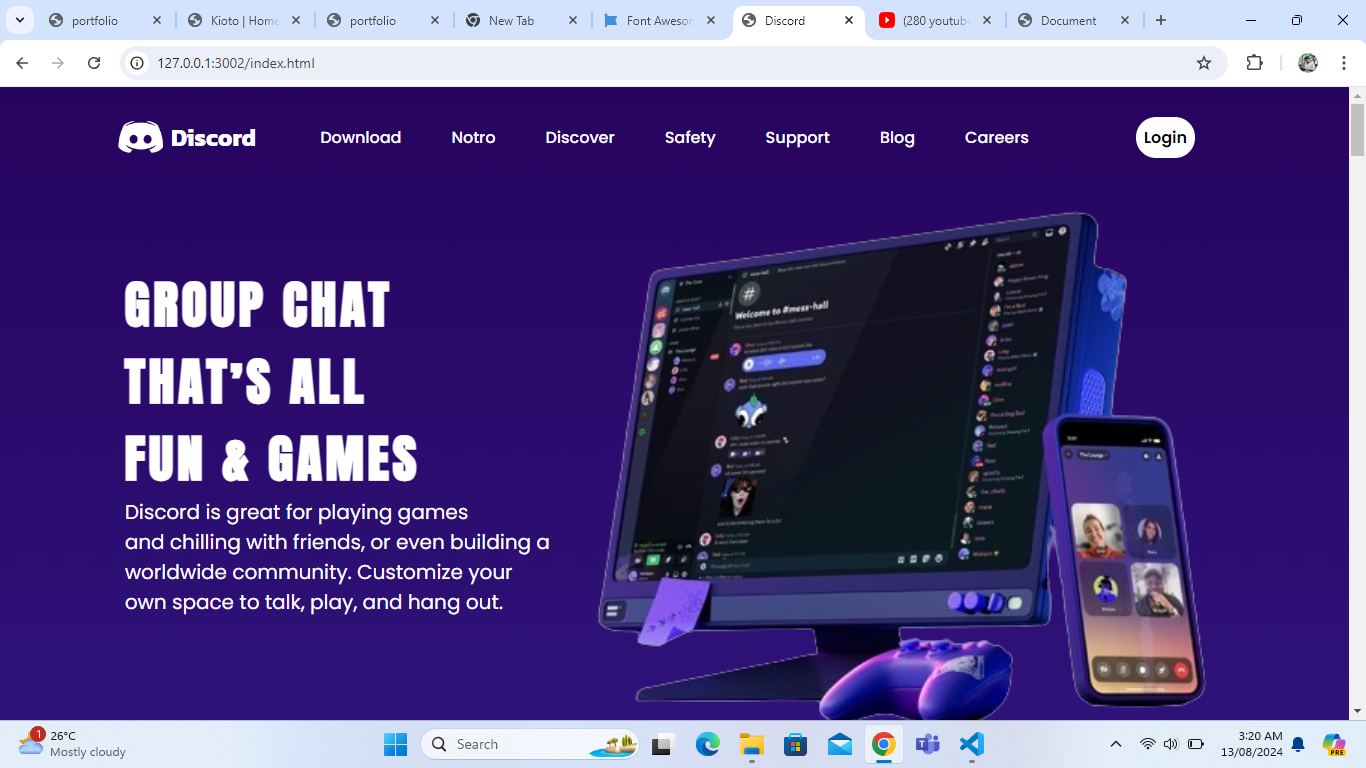 portfolio
Kioto | Home
portfolio
New Tab
Font Aweson
Discord
(280 youtube
Document
127.0.0.1:3002/index.html
Discord
Download
Notro
Discover
Safety
Support
Blog
Careers
Login
GROUP CHAT
THAT'S ALL
FUN & GAMES
Discord is great for playing games
and chilling with friends, or even building a
worldwide community. Customize your
own space to talk, play, and hang out.
Welcome to #mess-hall
The Lounge
1
26°C
Mostly cloudy
Search
PRE
3:20 AM
13/08/2024